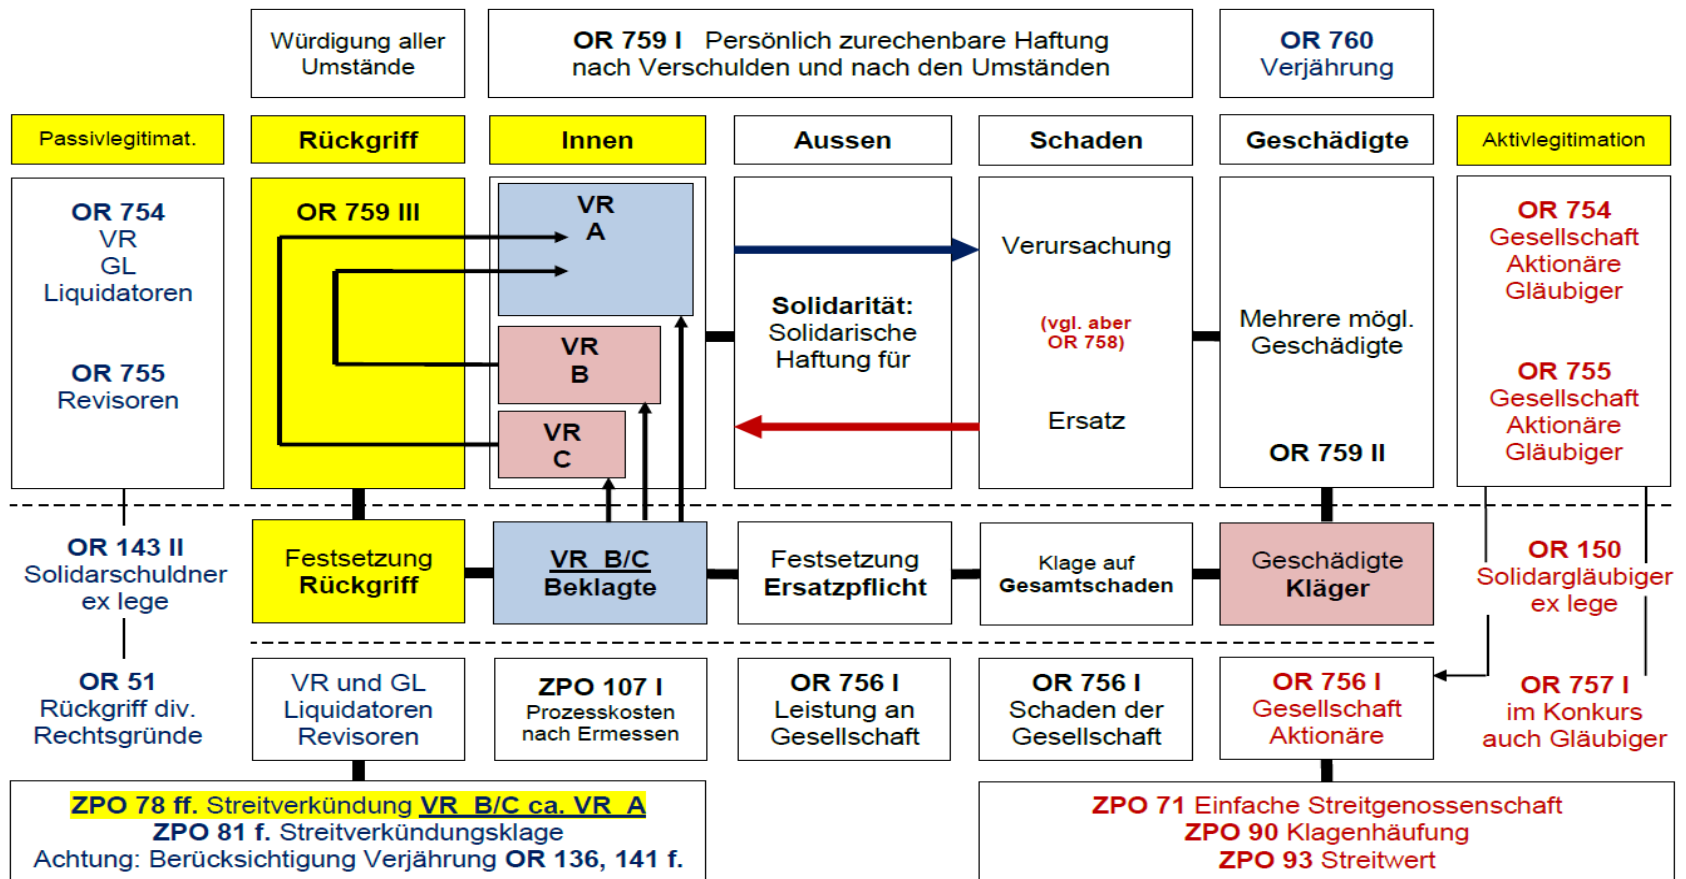 Würdigung aller
Umstände
OR 759 I Persönlich zurechenbare Haftung
nach Verschulden und nach den Umständen
OR 760
Verjährung
Passivlegitimat.
Rückgriff
Innen
Aussen
Schaden
Geschädigte
Aktivlegitimation
OR 754
VR
GL
Liquidatoren
OR 755
Revisoren
OR 759 III
VR
A
VR
B
VR
C
Solidarität:
Solidarische
Haftung für
Verursachung
(vgl. aber
OR 758)
Ersatz
Mehrere mögl.
Geschädigte
OR 759 II
OR 754
Gesellschaft
Aktionäre
Gläubiger
OR 755
Gesellschaft
Aktionäre
Gläubiger
OR 143 II
Solidarschuldner
ex lege
Festsetzung
Rückgriff
VR B/C
Beklagte
Festsetzung
Ersatzpflicht
Klage auf
Gesamtschaden
Geschädigte
Kläger
OR 150
Solidargläubiger
ex lege
OR 51
Rückgriff div.
Rechtsgründe
VR und GL
Liquidatoren
Revisoren
ZPO 107 I
Prozesskosten
nach Ermessen
OR 756 I
Leistung an
Gesellschaft
OR 756 I
Schaden der
Gesellschaft
OR 756 I
Gesellschaft
Aktionäre
OR 757 I
im Konkurs
auch Gläubiger
ZPO 78 ff. Streitverkündung VR B/C ca. VR A
ZPO 81 f. Streitverkündungsklage
Achtung: Berücksichtigung Verjährung OR 136, 141 f.
ZPO 71 Einfache Streitgenossenschaft
ZPO 90 Klagenhäufung
ZPO 93 Streitwert